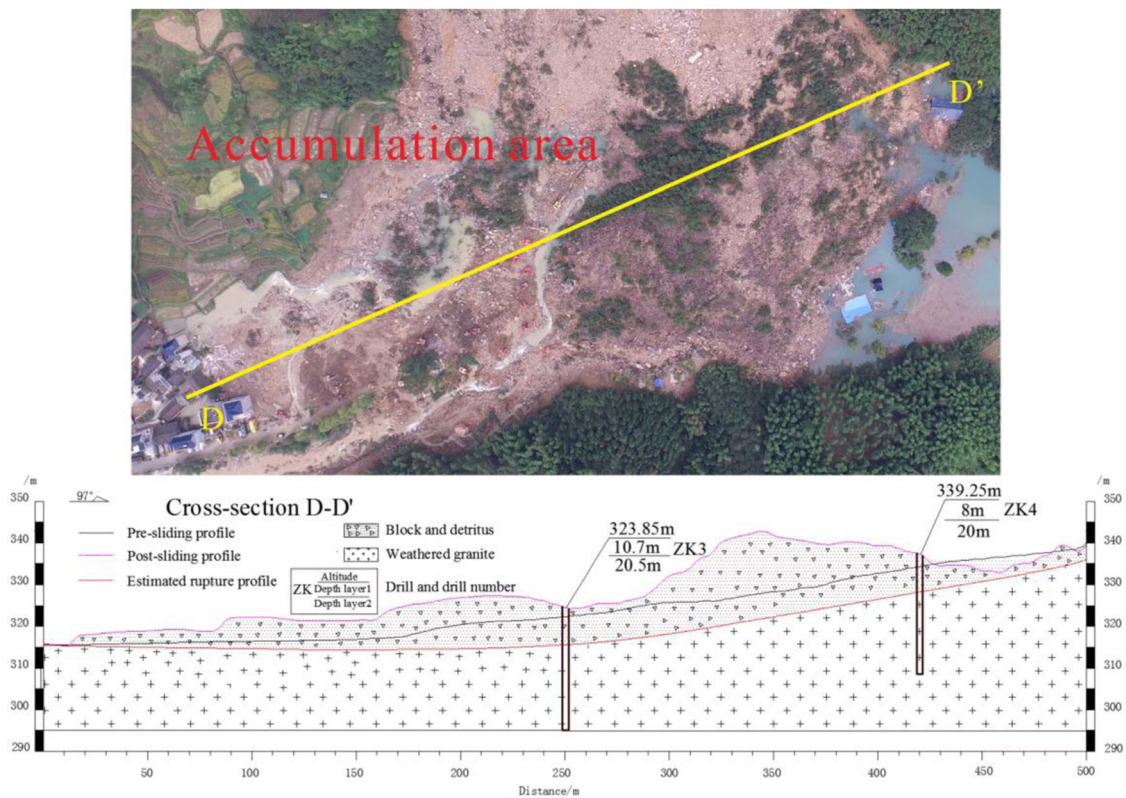 Accumulation area
D'
D
/m
/m
350
97°
Cross-section D-D'
339.25m
8m
20m
ZK4
350
Pre-sliding profile
Block and detritus
323.85m
10.7m
20.5m
ZK3
340
Post-sliding profile
Weathered granite
340
330
Estimated rupture profile
ZK
Altitude
Depth layer1
Depth layer2
Drill and drill number
330
320
320
310
310
300
300
290
290
50
100
150
200
250
300
350
400
450
500
Distance/m